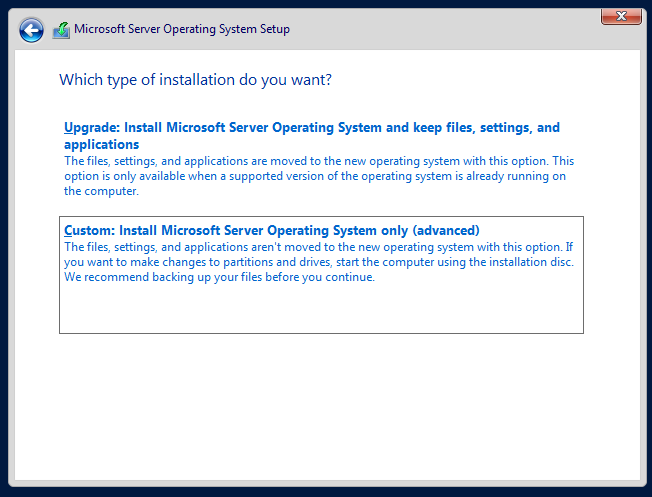 Microsoft Server Operating System Setup
Which type of installation do you want?
Upgrade: Install Microsoft Server Operating System and keep files, settings, and
applications
The files, settings, and applications are moved to the new operating system with this option. This
option is only available when a supported version of the operating system is already running on
the computer.
Custom: Install Microsoft Server Operating System only (advanced)
The files, settings, and applications aren't moved to the new operating system with this option. If
you want to make changes to partitions and drives, start the computer using the installation disc.
We recommend backing up your files before you continue.